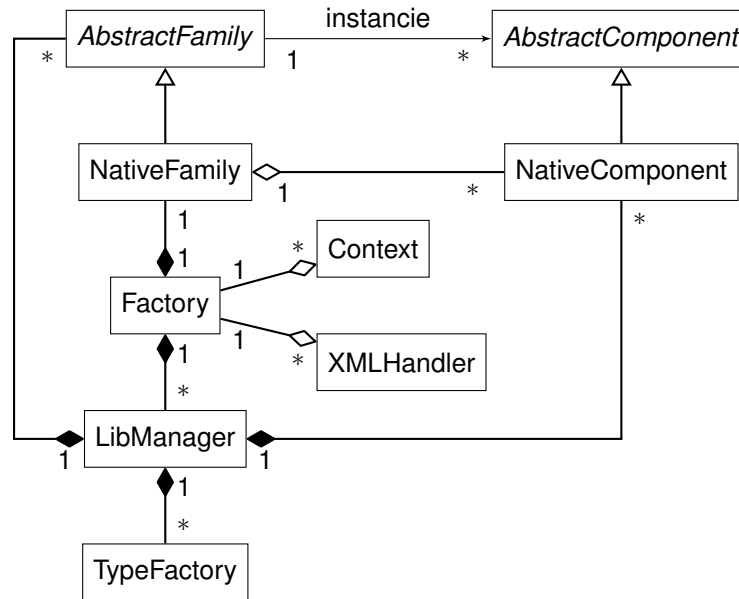 AbstractFamily instancie AbstractComponent
* 1 * 
NativeFamily NativeComponent
1 *
1 *
1 * Context
1
Factory
1 1 * XMLHandler
*
LibManager
1 1 1
*
TypeFactory